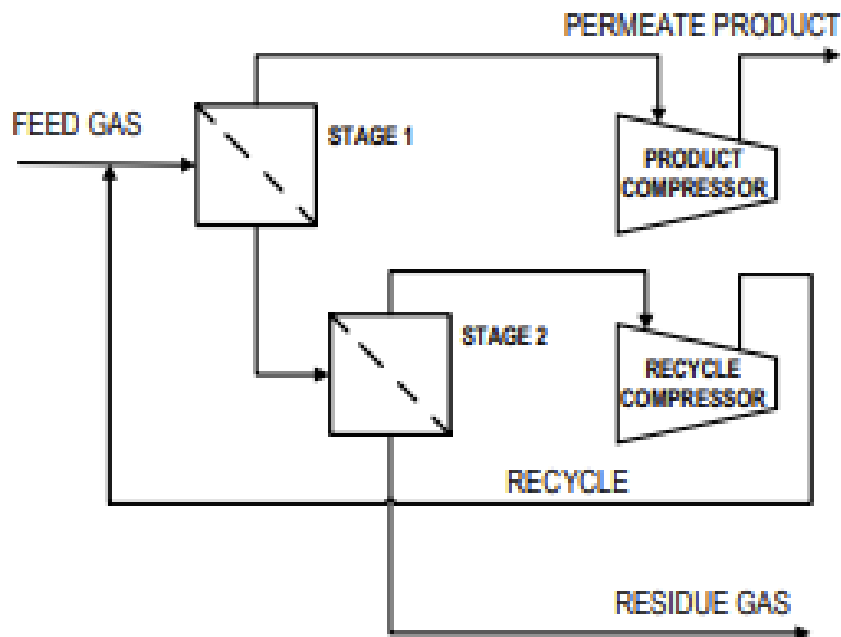 PERMEATE PRODUCT
FEED GAS
STAGE 1
PRODUCT
COMPRESSOR
STAGE 2
RECYCLE
COMPRESSOR
RECYCLE
RESIDUE GAS